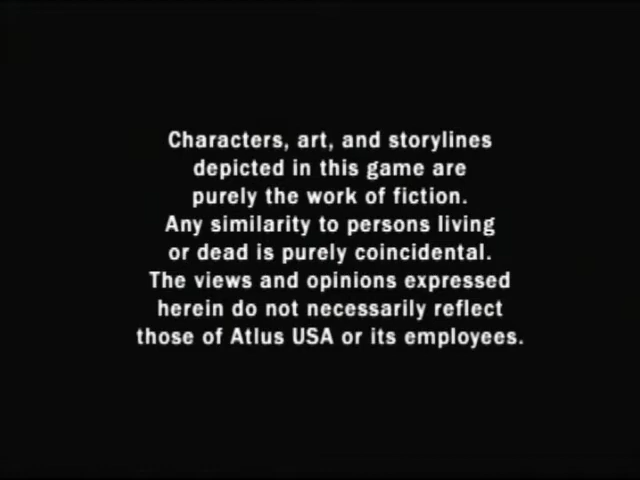 Characters, art, and storylines
depicted in this game are
purely the work of fiction.
Any similarity to persons living
or dead is purely coincidental.
The views and opinions expressed
herein do not necessarily reflect
those of Atlus USA or its employees.